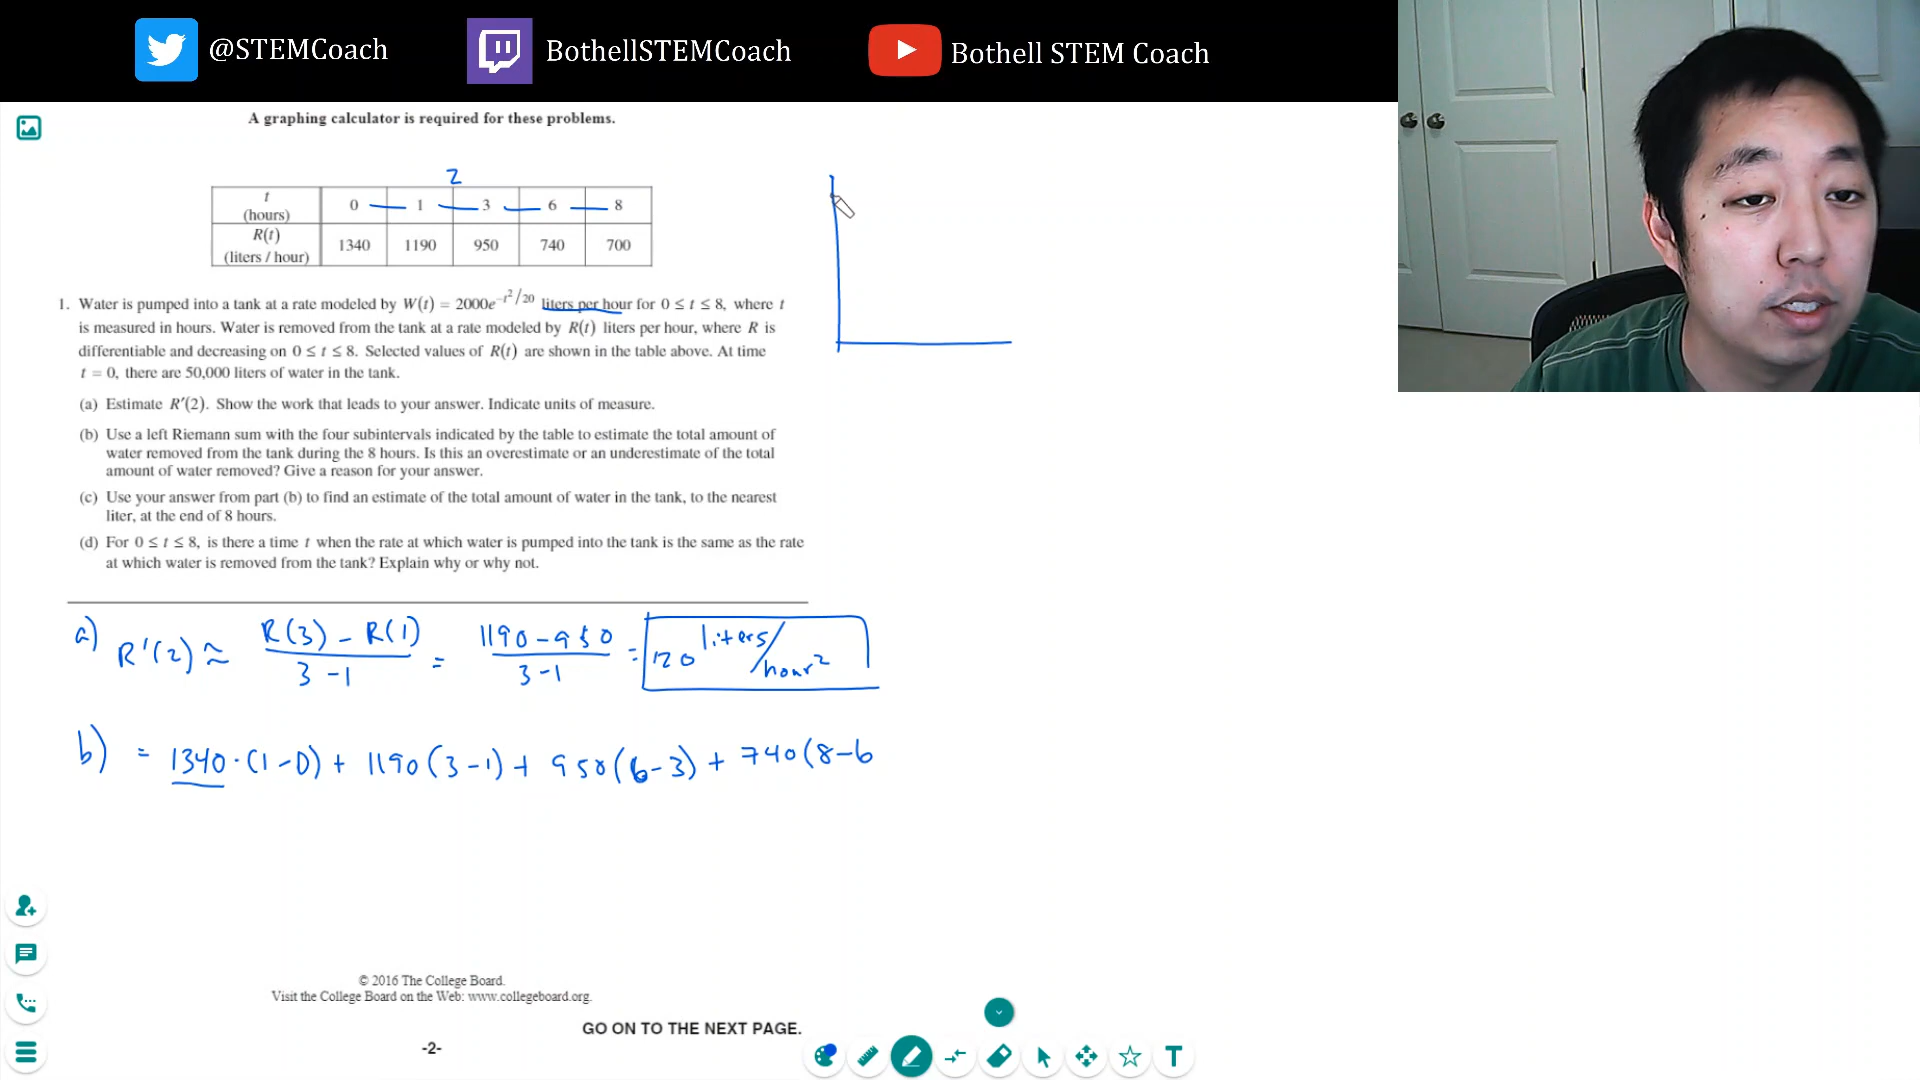 @STEMCoach BothellSTEMCoach Bothell STEM Coach
A graphing calculator is required for these problems.
2
t (hours) 0 1 3 6 8
R(t) (liters / hour) 1340 1190 950 740 700
1. Water is pumped into a tank at a rate modeled by W(t) = 2000e^{-t²/20} liters per hour for 0 ≤ t ≤ 8, where t
is measured in hours. Water is removed from the tank at a rate modeled by R(t) liters per hour, where R is
differentiable and decreasing on 0 ≤ t ≤ 8. Selected values of R(t) are shown in the table above. At time
t = 0, there are 50,000 liters of water in the tank.
(a) Estimate R′(2). Show the work that leads to your answer. Indicate units of measure.
(b) Use a left Riemann sum with the four subintervals indicated by the table to estimate the total amount of
water removed from the tank during the 8 hours. Is this an overestimate or an underestimate of the total
amount of water removed? Give a reason for your answer.
(c) Use your answer from part (b) to find an estimate of the total amount of water in the tank, to the nearest
liter, at the end of 8 hours.
(d) For 0 ≤ t ≤ 8, is there a time t when the rate at which water is pumped into the tank is the same as the rate
at which water is removed from the tank? Explain why or why not.
a) R'(2) ≈ R(3) - R(1) / 3 - 1 = 1190 - 950 / 3 - 1 = 120 liters/hour²
b) = 1340 · (1 - 0) + 1190 (3 - 1) + 950 (6 - 3) + 740 (8 - 6
© 2016 The College Board.
Visit the College Board on the Web: www.collegeboard.org.
GO ON TO THE NEXT PAGE.
-2-
T